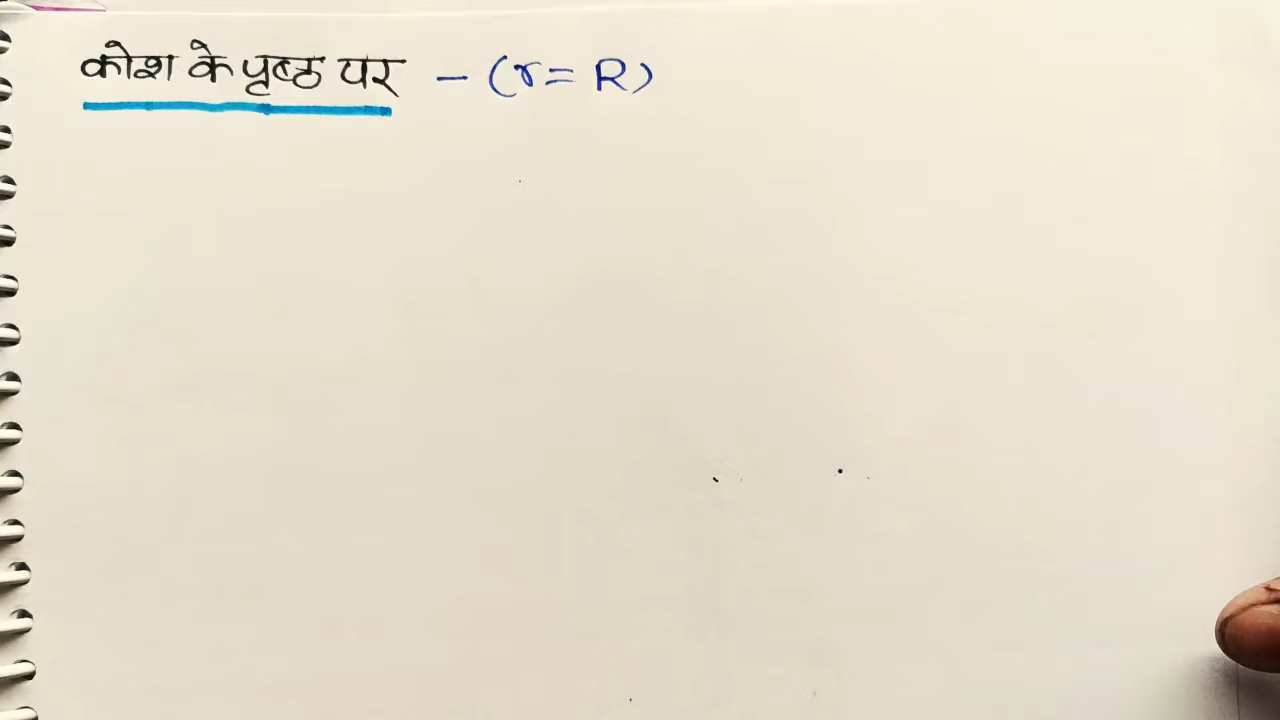 कोश के पृष्ठ पर - (r = R)